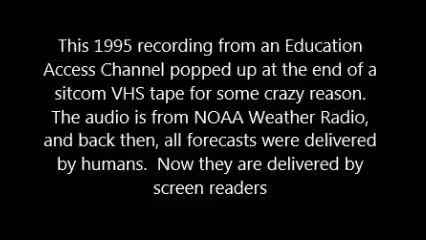 This 1995 recording from an Education
Access Channel popped up at the end of a
sitcom VHS tape for some crazy reason.
The audio is from NOAA Weather Radio,
and back then, all forecasts were delivered
by humans.  Now they are delivered by
screen readers